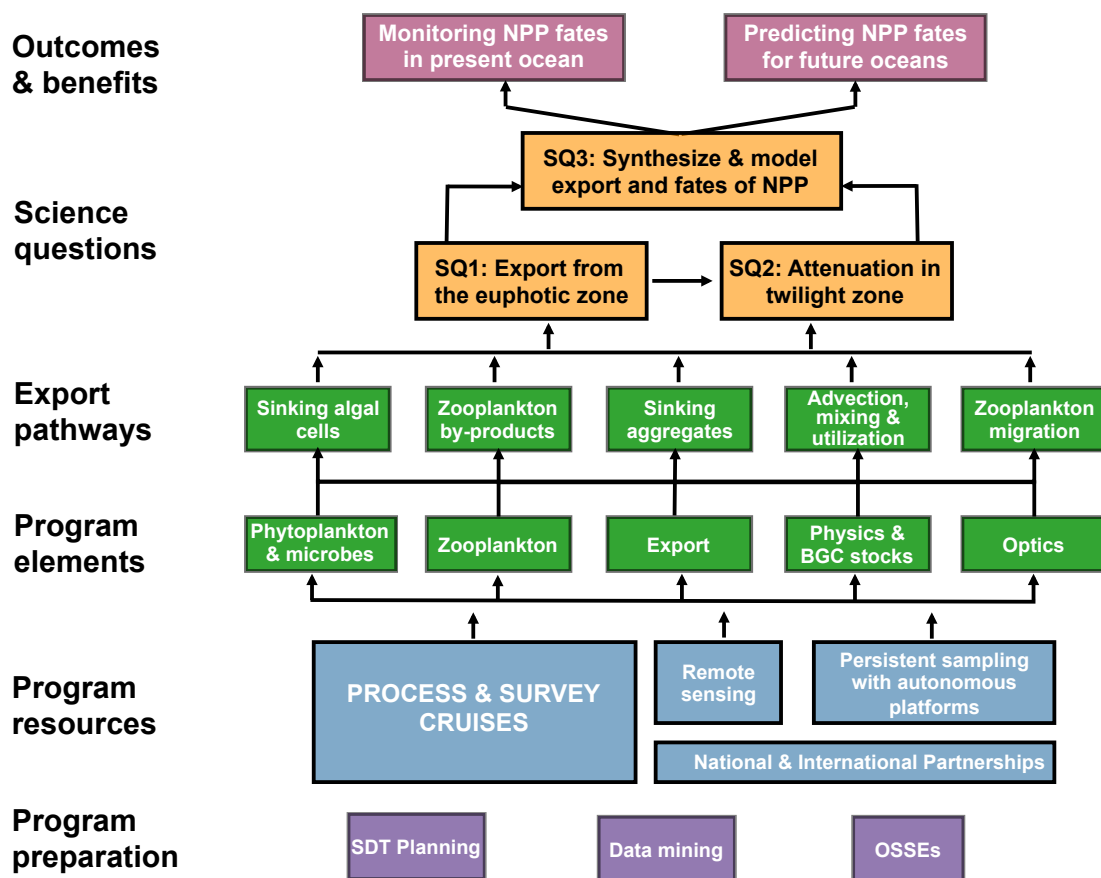 Outcomes
& benefits
Monitoring NPP fates
in present ocean
Predicting NPP fates
for future oceans
Science
questions
SQ3: Synthesize & model
export and fates of NPP
SQ1: Export from
the euphotic zone
SQ2: Attenuation in
twilight zone
Export
pathways
Sinking algal
cells
Zooplankton
by-products
Sinking
aggregates
Advection,
mixing &
utilization
Zooplankton
migration
Program
elements
Phytoplankton
& microbes
Zooplankton
Export
Physics &
BGC stocks
Optics
Program
resources
PROCESS & SURVEY
CRUISES
Remote
sensing
Persistent sampling
with autonomous
platforms
National & International Partnerships
Program
preparation
SDT Planning
Data mining
OSSEs